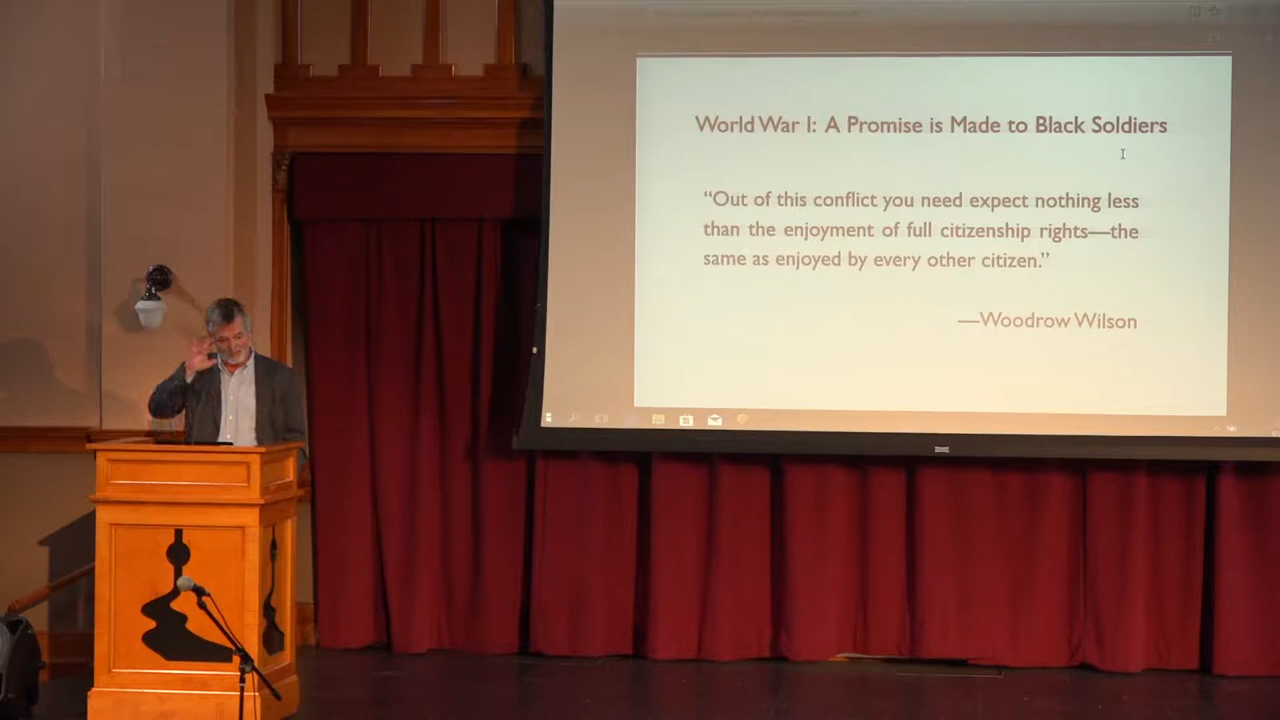 World War I: A Promise is Made to Black Soldiers
“Out of this conflict you need expect nothing less
than the enjoyment of full citizenship rights—the
same as enjoyed by every other citizen.”
—Woodrow Wilson